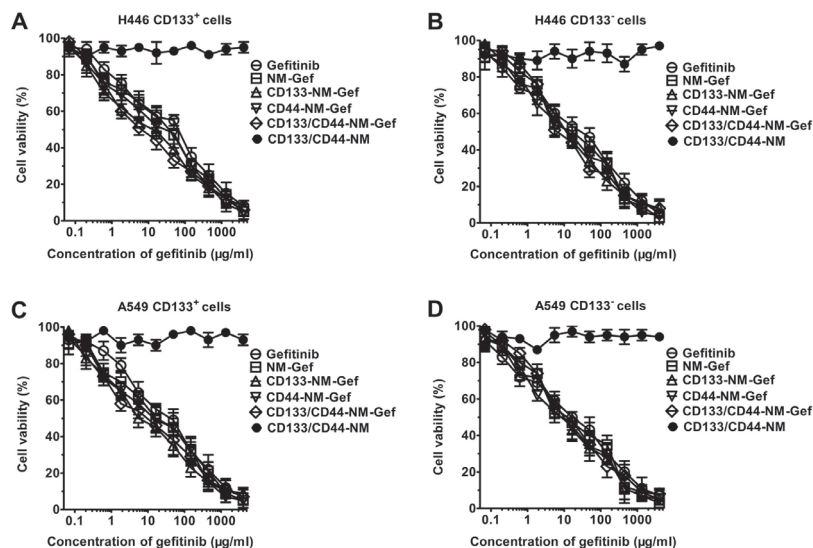 A
H446 CD133+ cells
Cell viability (%)
100
80
60
40
20
0
0.1 1 10 100 1000
Concentration of gefitinib (µg/ml)
Gefitinib
NM-Gef
CD133-NM-Gef
CD44-NM-Gef
CD133/CD44-NM-Gef
CD133/CD44-NM
B
H446 CD133- cells
Cell viability (%)
100
80
60
40
20
0
0.1 1 10 100 1000
Concentration of gefitinib (µg/ml)
Gefitinib
NM-Gef
CD133-NM-Gef
CD44-NM-Gef
CD133/CD44-NM-Gef
CD133/CD44-NM
C
A549 CD133+ cells
Cell viability (%)
100
80
60
40
20
0
0.1 1 10 100 1000
Concentration of gefitinib (µg/ml)
Gefitinib
NM-Gef
CD133-NM-Gef
CD44-NM-Gef
CD133/CD44-NM-Gef
CD133/CD44-NM
D
A549 CD133- cells
Cell viability (%)
100
80
60
40
20
0
0.1 1 10 100 1000
Concentration of gefitinib (µg/ml)
Gefitinib
NM-Gef
CD133-NM-Gef
CD44-NM-Gef
CD133/CD44-NM-Gef
CD133/CD44-NM